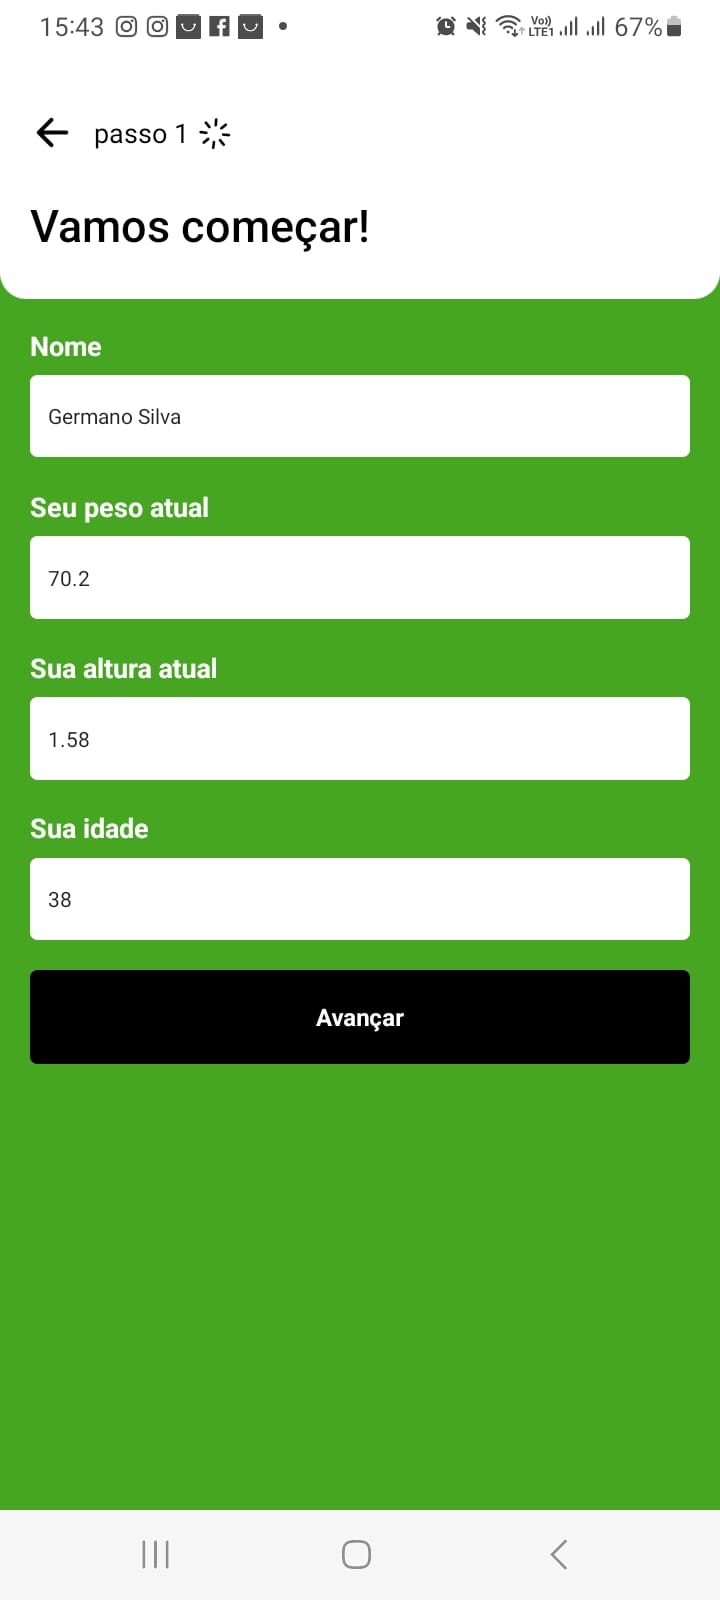 15:43 Vo)) LTE1 67%
passo 1
Vamos começar!
Nome
Germano Silva
Seu peso atual
70.2
Sua altura atual
1.58
Sua idade
38
Avançar